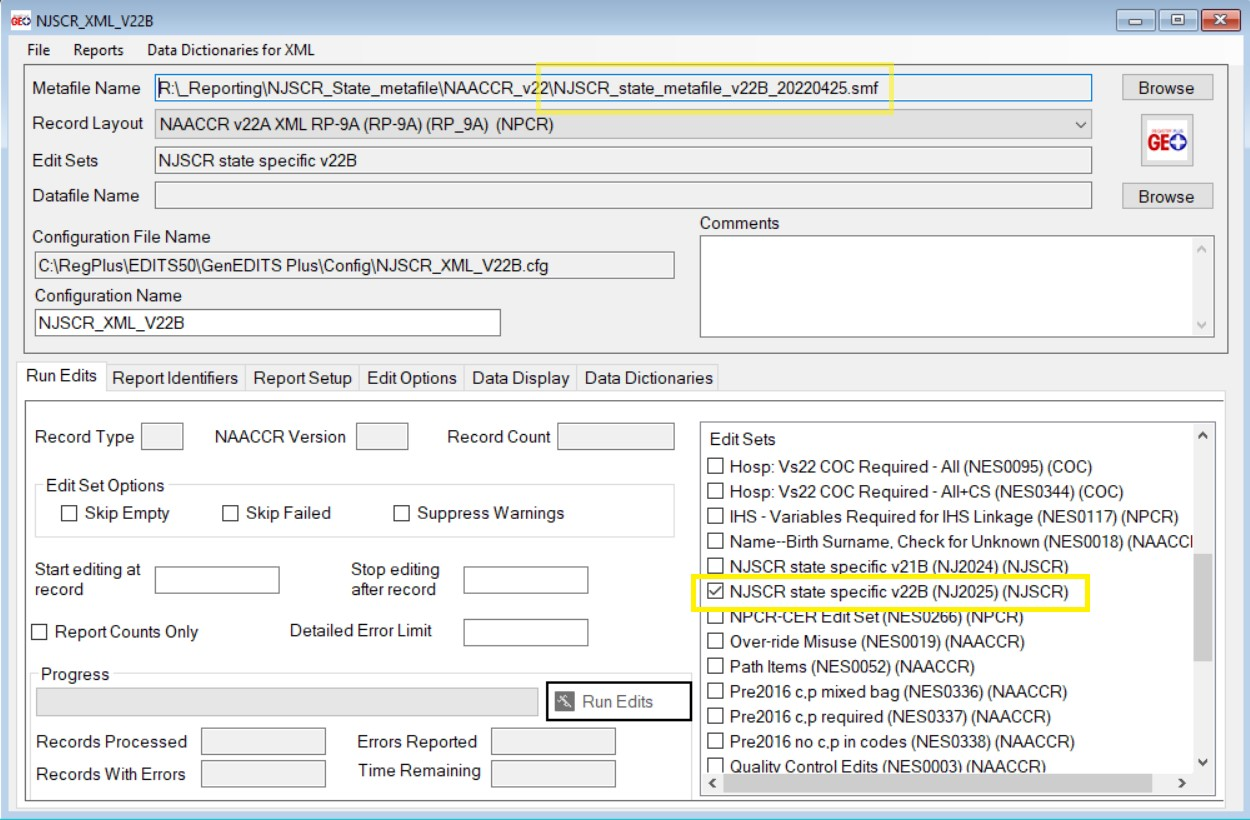 GEO NJSCR_XML_V22B
File Reports Data Dictionaries for XML
Metafile Name R:\_Reporting\NJSCR_State_metafile\NAACCR_v22\NJSCR_state_metafile_v22B_20220425.smf Browse
Record Layout NAACCR v22A XML RP-9A (RP-9A) (RP_9A) (NPCR)
GEO
Edit Sets NJSCR state specific v22B
Datafile Name Browse
Comments
Configuration File Name
C:\RegPlus\EDITS50\GenEDITS Plus\Config\NJSCR_XML_V22B.cfg
Configuration Name
NJSCR_XML_V22B
Run Edits Report Identifiers Report Setup Edit Options Data Display Data Dictionaries
Record Type NAACCR Version Record Count
Edit Set Options
Skip Empty Skip Failed Suppress Warnings
Start editing at record
Stop editing after record
Report Counts Only Detailed Error Limit
Progress
Run Edits
Records Processed Errors Reported
Records With Errors Time Remaining
Edit Sets
Hosp: Vs22 COC Required - All (NES0095) (COC)
Hosp: Vs22 COC Required - All+CS (NES0344) (COC)
IHS - Variables Required for IHS Linkage (NES0117) (NPCR)
Name--Birth Surname, Check for Unknown (NES0018) (NAACCI
NJSCR state specific v21B (NJ2024) (NJSCR)
NJSCR state specific v22B (NJ2025) (NJSCR)
NPCR-CER Edit Set (NES0266) (NPCR)
Over-ride Misuse (NES0019) (NAACCR)
Path Items (NES0052) (NAACCR)
Pre2016 c,p mixed bag (NES0336) (NAACCR)
Pre2016 c,p required (NES0337) (NAACCR)
Pre2016 no c,p in codes (NES0338) (NAACCR)
Quality Control Edits (NES0003) (NAACCR)